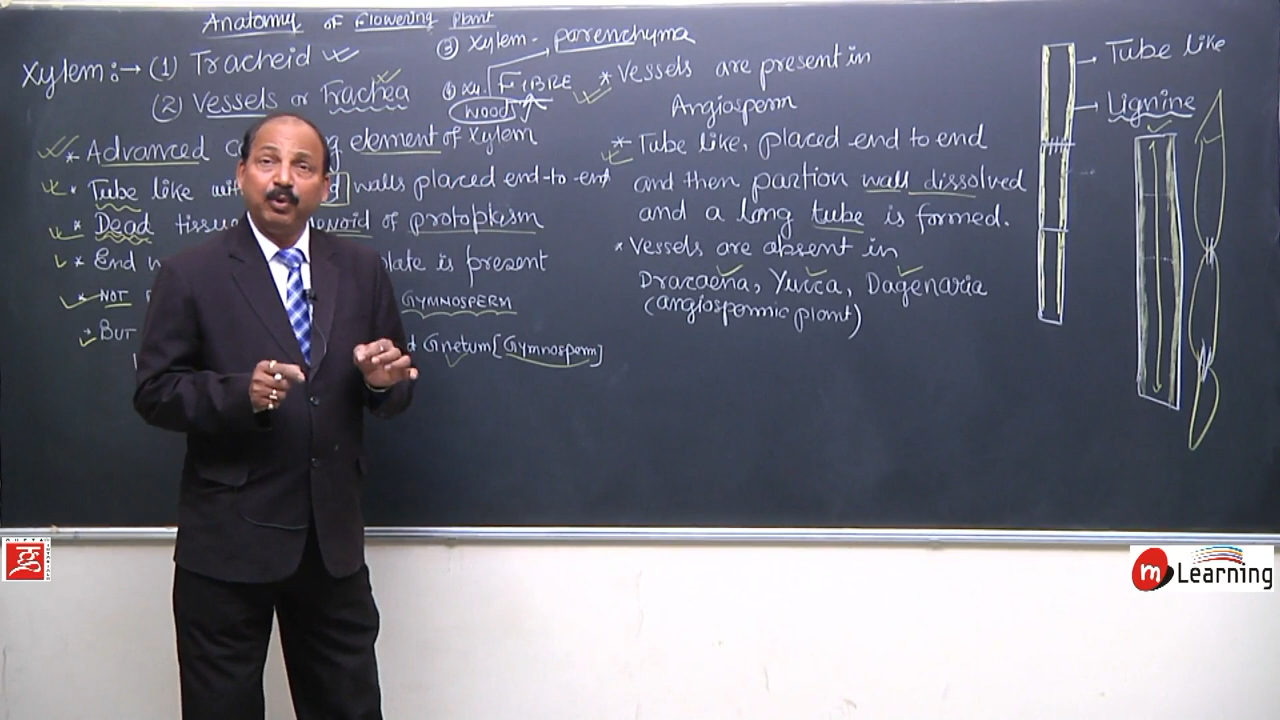 Anatomy of Flowering Plant
Xylem :→ (1) Tracheid
(2) Vessels or Trachea
(3) Xylem - parenchyma
(4) Xy. FIBRE
Wood
* Advanced element of Xylem
* Tube like walls placed end-to-end
* Dead devoid of protoplasm
* End plate is present
* NOT GYMNOSPERM
* BUT Gnetum [Gymnosperm]
* Vessels are present in
Angiosperm
* Tube like, placed end to end
and then partion wall dissolved
and a long tube is formed.
* Vessels are absent in
Dracaena, Yucca, Dagenaria
(angiospermic plant)
Tube like
Lignine
m Learning